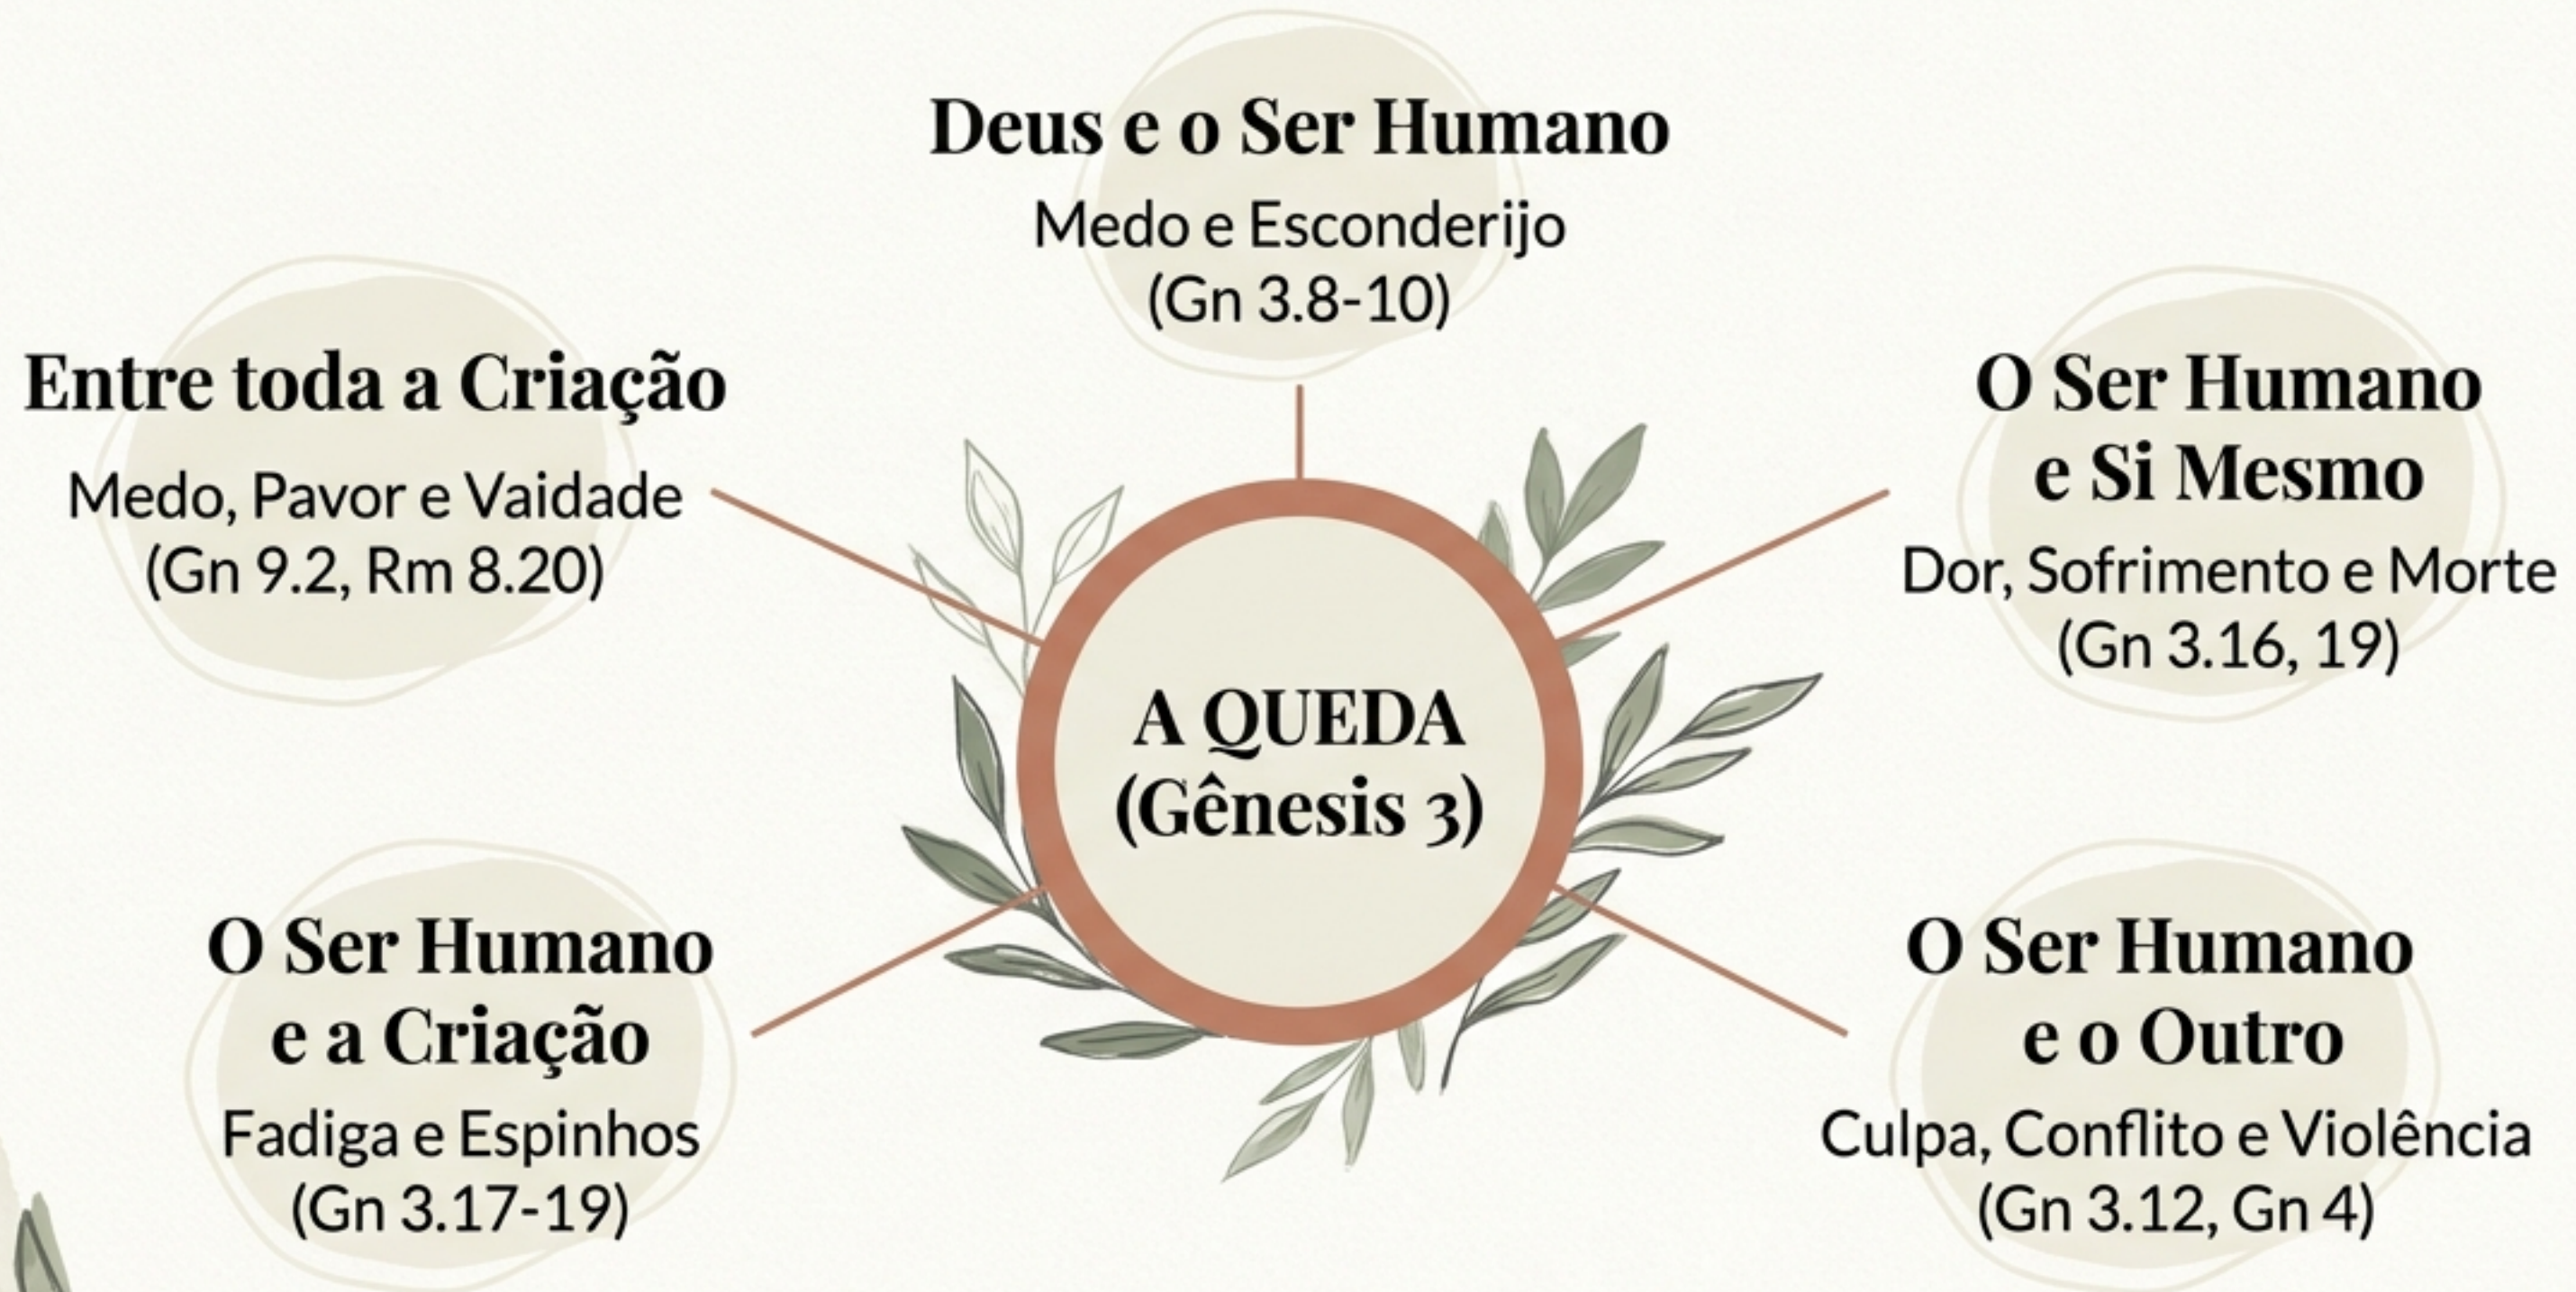 Deus e o Ser Humano
Medo e Esconderijo
(Gn 3.8-10)
Entre toda a Criação
Medo, Pavor e Vaidade
(Gn 9.2, Rm 8.20)
O Ser Humano
e Si Mesmo
Dor, Sofrimento e Morte
(Gn 3.16, 19)
A QUEDA
(Gênesis 3)
O Ser Humano
e a Criação
Fadiga e Espinhos
(Gn 3.17-19)
O Ser Humano
e o Outro
Culpa, Conflito e Violência
(Gn 3.12, Gn 4)